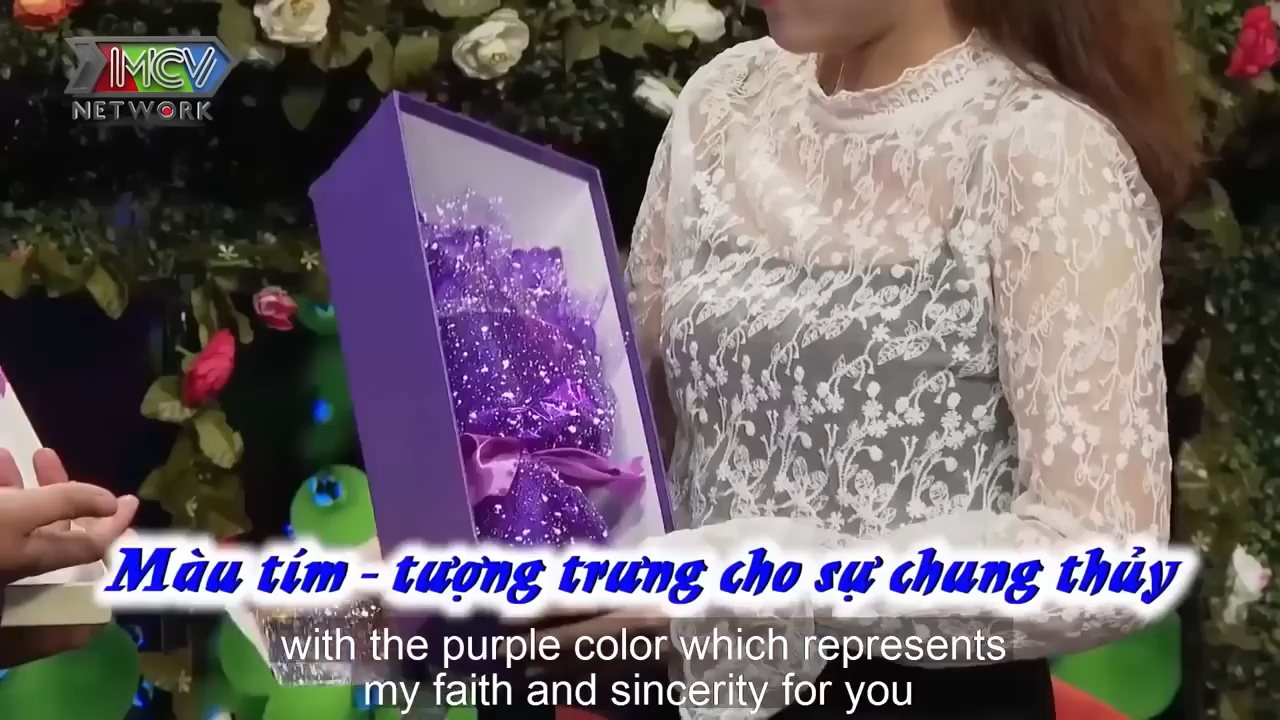 MCV
NETWORK
Màu tím - tượng trưng cho sự chung thủy
with the purple color which represents
my faith and sincerity for you